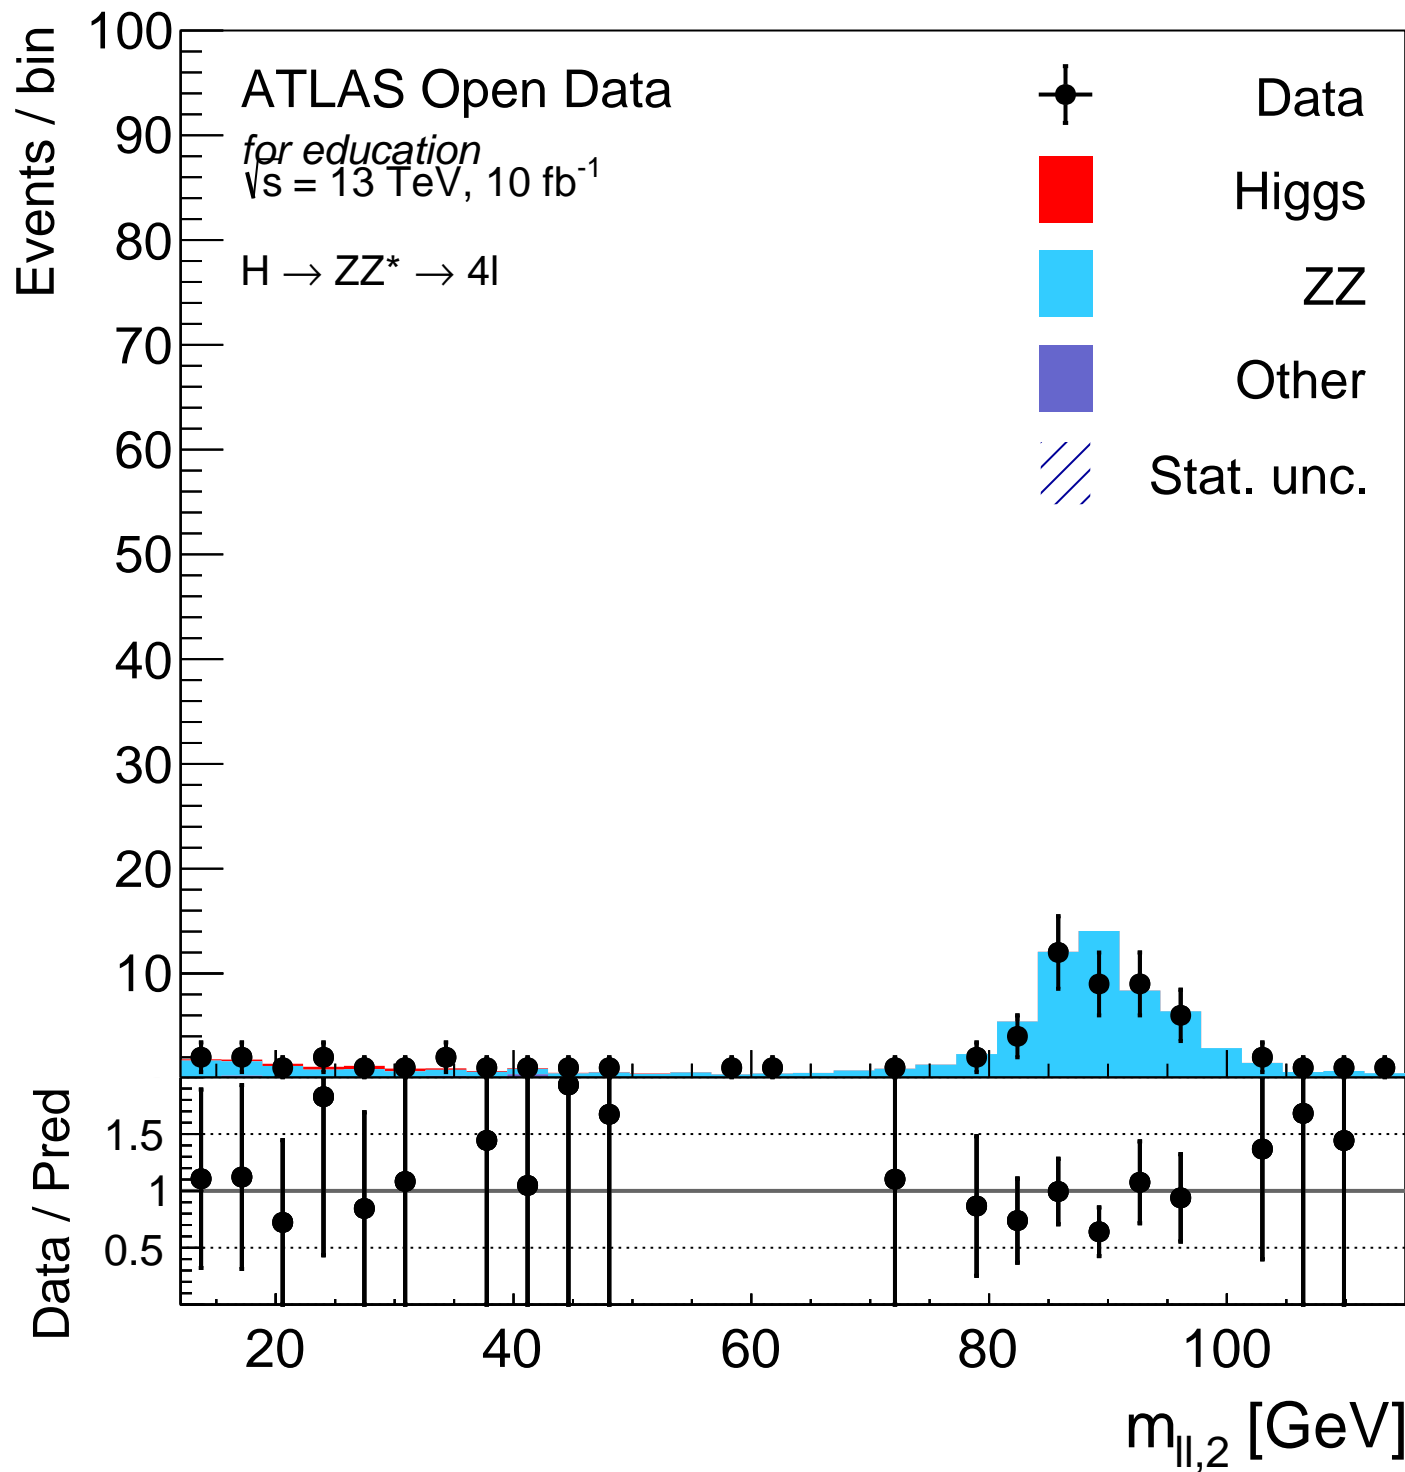 Events / bin
100
90
80
70
60
50
40
30
20
10
ATLAS Open Data
for education
√s = 13 TeV, 10 fb⁻¹
H → ZZ* → 4l
Data
Higgs
ZZ
Other
Stat. unc.
Data / Pred
1.5
1
0.5
20 40 60 80 100
m_ll,2 [GeV]